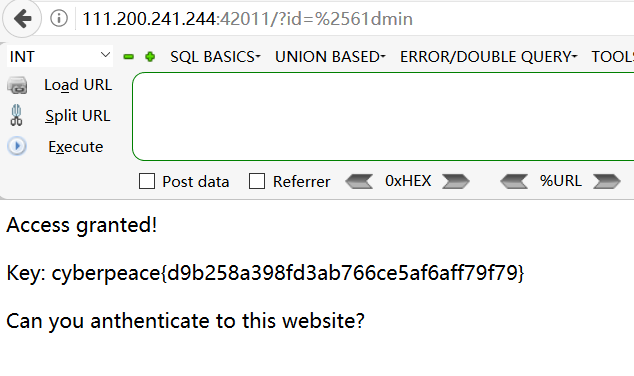 111.200.241.244:42011/?id=%2561dmin
INT SQL BASICS UNION BASED ERROR/DOUBLE QUERY TOOLS
Load URL
Split URL
Execute
Post data Referrer 0xHEX %URL
Access granted!
Key: cyberpeace{d9b258a398fd3ab766ce5af6aff79f79}
Can you anthenticate to this website?